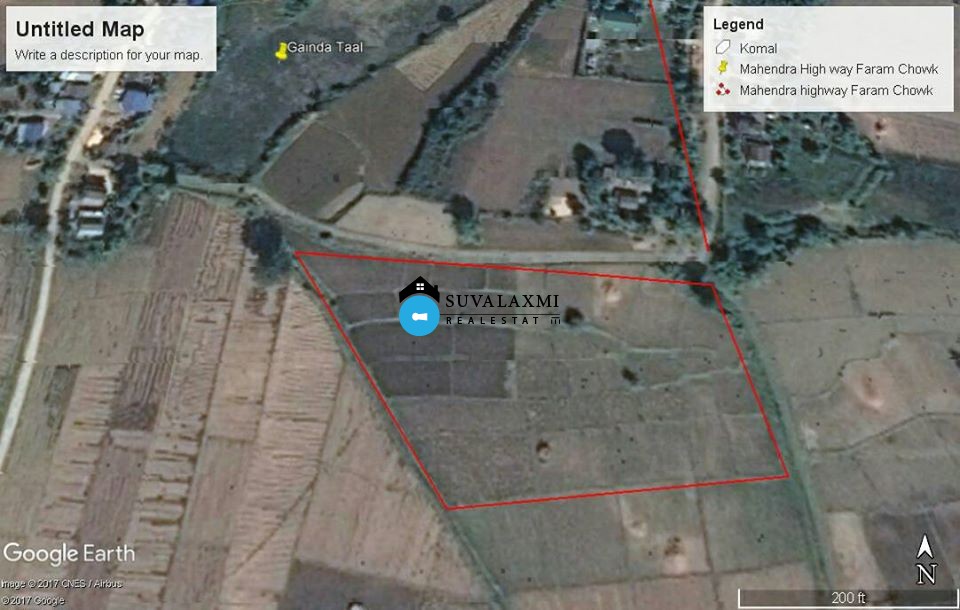 Untitled Map
Write a description for your map.
Gainda Taal
Legend
Komal
Mahendra High way Faram Chowk
Mahendra highway Faram Chowk
SUVALAXMI
REALESTAT
Google Earth
Image © 2017 CNES / Airbus
© 2017 Google
N
200 ft